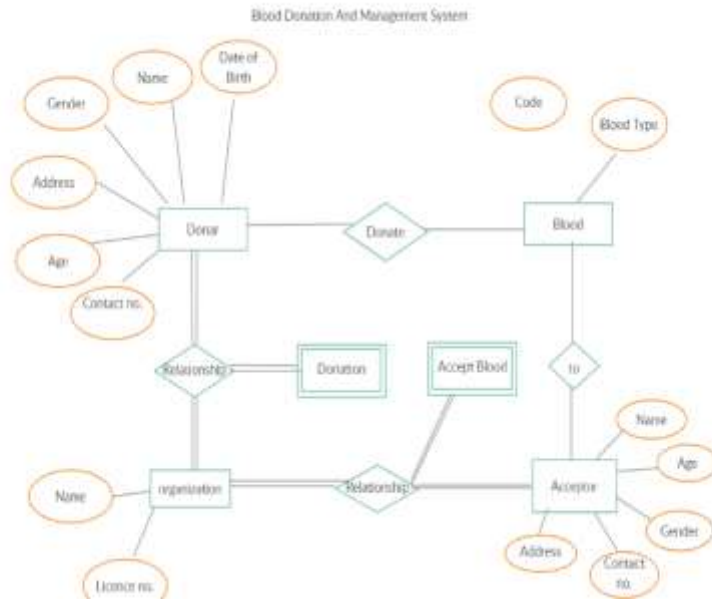 Blood Donation And Management System
Date of
Birth
Name
Gender
Code
Blood Type
Address
Donar
Donate
Blood
Age
Contact no.
Relationship
Donation
Accept Blood
to
Name
Age
Name
organization
Relationship
Acceptor
Gender
Address
Contact
no.
Licence no.